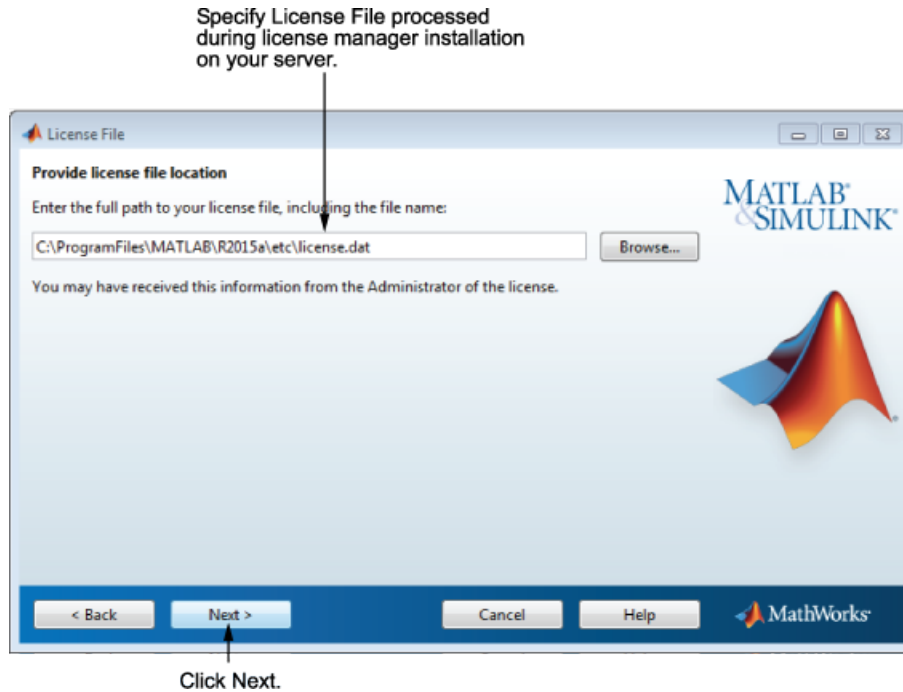 Specify License File processed
during license manager installation
on your server.
License File
Provide license file location
Enter the full path to your license file, including the file name:
C:\ProgramFiles\MATLAB\R2015a\etc\license.dat
Browse...
You may have received this information from the Administrator of the license.
MATLAB®
&SIMULINK®
< Back
Next >
Cancel
Help
MathWorks®
Click Next.